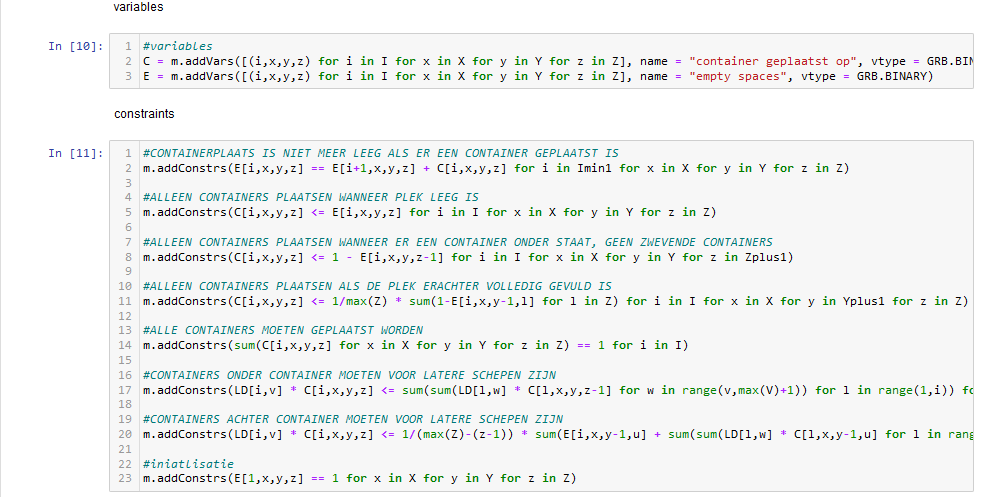 variables
In [10]:
1 #variables
2 C = m.addVars([(i,x,y,z) for i in I for x in X for y in Y for z in Z], name = "container geplaatst op", vtype = GRB.BIN
3 E = m.addVars([(i,x,y,z) for i in I for x in X for y in Y for z in Z], name = "empty spaces", vtype = GRB.BINARY)
constraints
In [11]:
1 #CONTAINERPLAATS IS NIET MEER LEEG ALS ER EEN CONTAINER GEPLAATST IS
2 m.addConstrs(E[i,x,y,z] == E[i+1,x,y,z] + C[i,x,y,z] for i in Imin1 for x in X for y in Y for z in Z)
3
4 #ALLEEN CONTAINERS PLAATSEN WANNEER PLEK LEEG IS
5 m.addConstrs(C[i,x,y,z] <= E[i,x,y,z] for i in I for x in X for y in Y for z in Z)
6
7 #ALLEEN CONTAINERS PLAATSEN WANNEER ER EEN CONTAINER ONDER STAAT, GEEN ZWEVENDE CONTAINERS
8 m.addConstrs(C[i,x,y,z] <= 1 - E[i,x,y,z-1] for i in I for x in X for y in Y for z in Zplus1)
9
10 #ALLEEN CONTAINERS PLAATSEN ALS DE PLEK ERACHTER VOLLEDIG GEVULD IS
11 m.addConstrs(C[i,x,y,z] <= 1/max(Z) * sum(1-E[i,x,y-1,l] for l in Z) for i in I for x in X for y in Yplus1 for z in Z)
12
13 #ALLE CONTAINERS MOETEN GEPLAATST WORDEN
14 m.addConstrs(sum(C[i,x,y,z] for x in X for y in Y for z in Z) == 1 for i in I)
15
16 #CONTAINERS ONDER CONTAINER MOETEN VOOR LATERE SCHEPEN ZIJN
17 m.addConstrs(LD[i,v] * C[i,x,y,z] <= sum(sum(LD[l,w] * C[l,x,y,z-1] for w in range(v,max(V)+1)) for l in range(1,i)) fo
18
19 #CONTAINERS ACHTER CONTAINER MOETEN VOOR LATERE SCHEPEN ZIJN
20 m.addConstrs(LD[i,v] * C[i,x,y,z] <= 1/(max(Z)-(z-1)) * sum(E[i,x,y-1,u] + sum(sum(LD[l,w] * C[l,x,y-1,u] for l in rang
21
22 #iniatlisatie
23 m.addConstrs(E[1,x,y,z] == 1 for x in X for y in Y for z in Z)